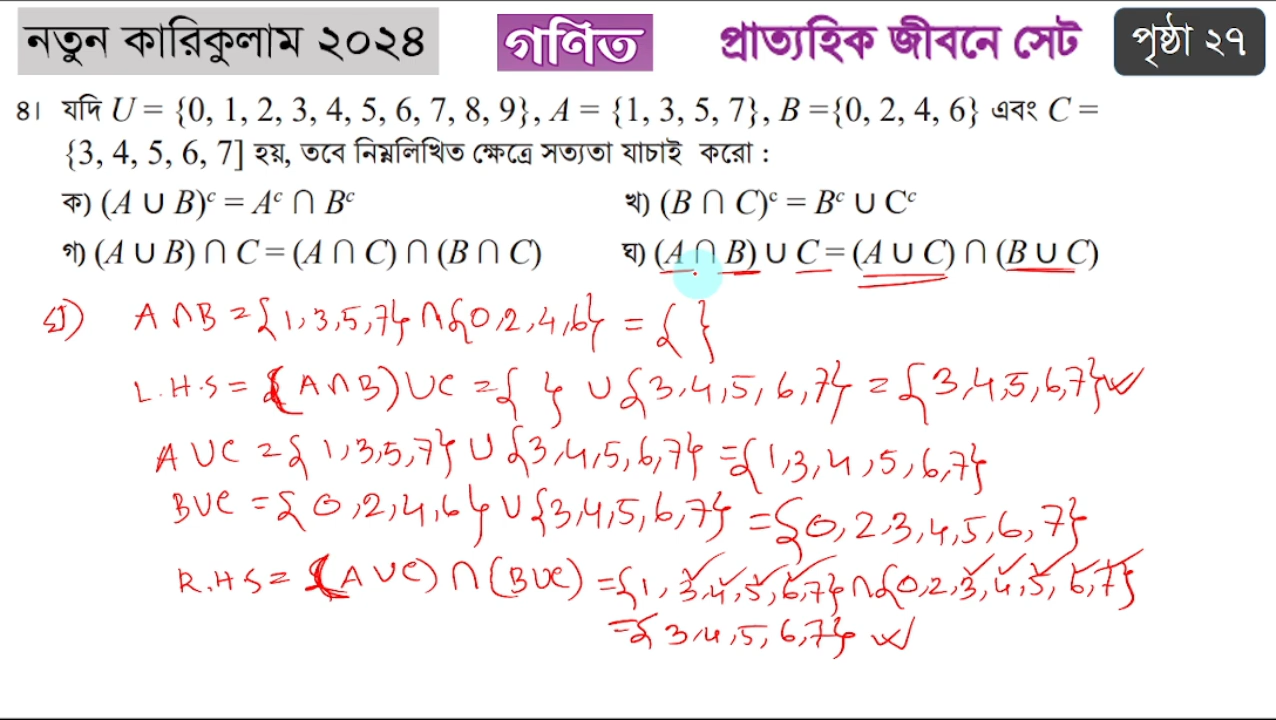 নতুন কারিকুলাম ২০২৪ গণিত প্রাত্যহিক জীবনে সেট পৃষ্ঠা ২৭
৪। যদি U = {0, 1, 2, 3, 4, 5, 6, 7, 8, 9}, A = {1, 3, 5, 7}, B ={0, 2, 4, 6} এবং C =
{3, 4, 5, 6, 7] হয়, তবে নিম্নলিখিত ক্ষেত্রে সত্যতা যাচাই করো :
ক) (A ∪ B)ᶜ = Aᶜ ∩ Bᶜ খ) (B ∩ C)ᶜ = Bᶜ ∪ Cᶜ
গ) (A ∪ B) ∩ C = (A ∩ C) ∩ (B ∩ C) ঘ) (A ∩ B) ∪ C = (A ∪ C) ∩ (B ∪ C)
ঘ) A ∩ B = {1, 3, 5, 7} ∩ {0, 2, 4, 6} = { }
L.H.S = (A ∩ B) ∪ C = { } ∪ {3, 4, 5, 6, 7} = {3, 4, 5, 6, 7}
A ∪ C = {1, 3, 5, 7} ∪ {3, 4, 5, 6, 7} = {1, 3, 4, 5, 6, 7}
B ∪ C = {0, 2, 4, 6} ∪ {3, 4, 5, 6, 7} = {0, 2, 3, 4, 5, 6, 7}
R.H.S = (A ∪ C) ∩ (B ∪ C) = {1, 3, 4, 5, 6, 7} ∩ {0, 2, 3, 4, 5, 6, 7}
= {3, 4, 5, 6, 7}